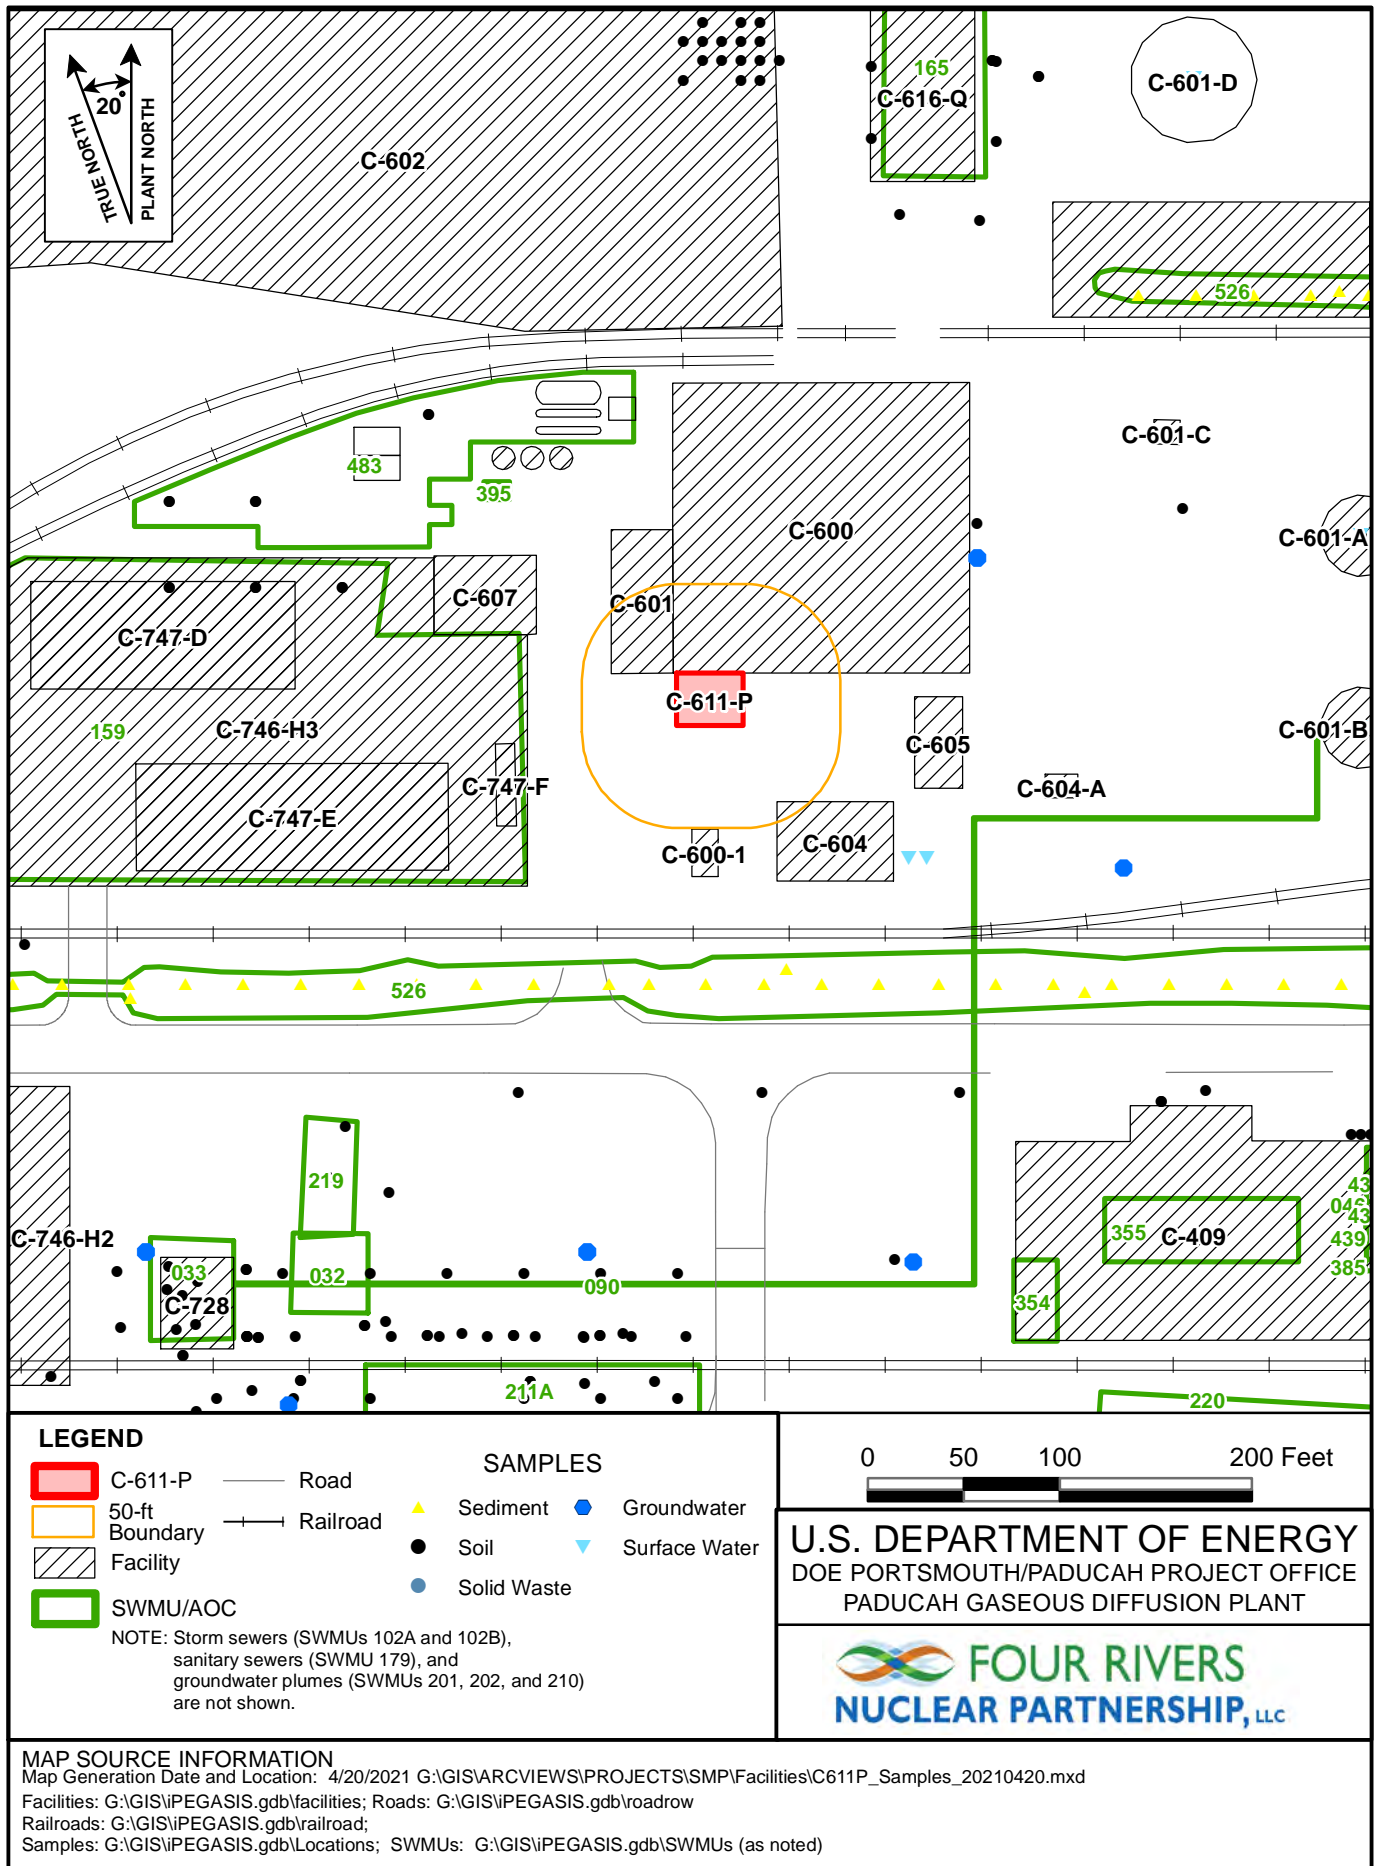 165
C-616-Q
C-601-D
20°
TRUE NORTH
PLANT NORTH
C-602
526
C-601-C
483
395
C-600
C-601-A
C-607
C-601
C-747-D
C-611-P
159
C-746-H3
C-605
C-601-B
C-747-F
C-604-A
C-747-E
C-600-1
C-604
526
219
C-746-H2
033
032
090
C-728
355
C-409
43
046
43
439
385
354
211A
220
LEGEND
C-611-P
50-ft
Boundary
Facility
SWMU/AOC
Road
Railroad
SAMPLES
Sediment
Soil
Solid Waste
Groundwater
Surface Water
NOTE: Storm sewers (SWMUs 102A and 102B),
sanitary sewers (SWMU 179), and
groundwater plumes (SWMUs 201, 202, and 210)
are not shown.
0 50 100 200 Feet
U.S. DEPARTMENT OF ENERGY
DOE PORTSMOUTH/PADUCAH PROJECT OFFICE
PADUCAH GASEOUS DIFFUSION PLANT
FOUR RIVERS
NUCLEAR PARTNERSHIP, LLC
MAP SOURCE INFORMATION
Map Generation Date and Location: 4/20/2021 G:\GIS\ARCVIEWS\PROJECTS\SMP\Facilities\C611P_Samples_20210420.mxd
Facilities: G:\GIS\iPEGASIS.gdb\facilities; Roads: G:\GIS\iPEGASIS.gdb\roadrow
Railroads: G:\GIS\iPEGASIS.gdb\railroad;
Samples: G:\GIS\iPEGASIS.gdb\Locations; SWMUs: G:\GIS\iPEGASIS.gdb\SWMUs (as noted)